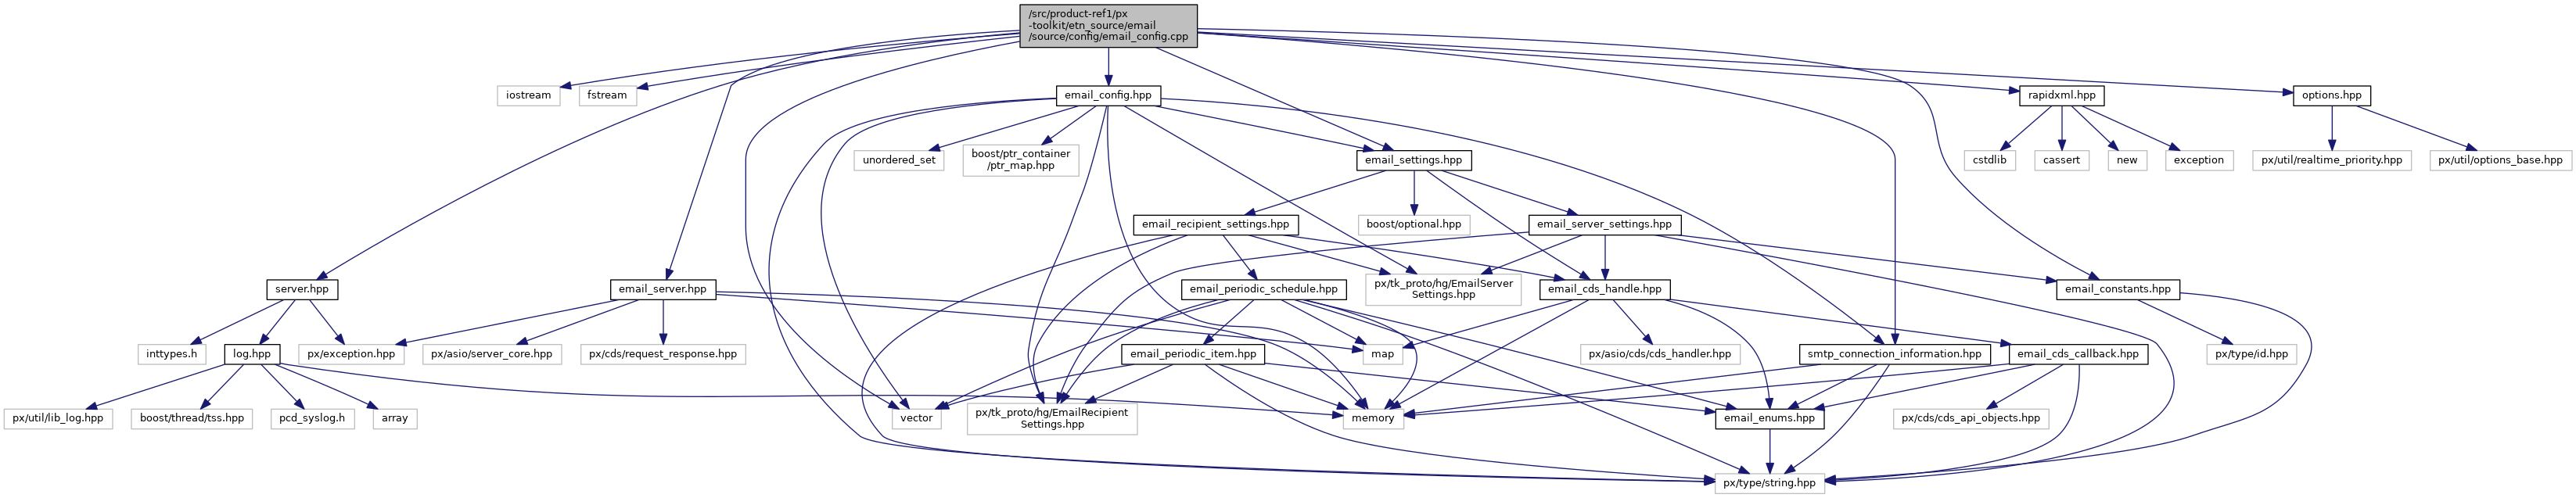 /src/product-ref1/px
-toolkit/etn_source/email
/source/config/email_config.cpp
iostream
fstream
email_config.hpp
rapidxml.hpp
options.hpp
unordered_set
boost/ptr_container
/ptr_map.hpp
email_settings.hpp
cstdlib
cassert
new
exception
px/util/realtime_priority.hpp
px/util/options_base.hpp
email_recipient_settings.hpp
boost/optional.hpp
email_server_settings.hpp
server.hpp
email_server.hpp
email_periodic_schedule.hpp
px/tk_proto/hg/EmailServer
Settings.hpp
email_cds_handle.hpp
email_constants.hpp
inttypes.h
log.hpp
px/exception.hpp
px/asio/server_core.hpp
px/cds/request_response.hpp
email_periodic_item.hpp
map
px/asio/cds/cds_handler.hpp
smtp_connection_information.hpp
email_cds_callback.hpp
px/type/id.hpp
px/util/lib_log.hpp
boost/thread/tss.hpp
pcd_syslog.h
array
vector
px/tk_proto/hg/EmailRecipient
Settings.hpp
memory
email_enums.hpp
px/cds/cds_api_objects.hpp
px/type/string.hpp